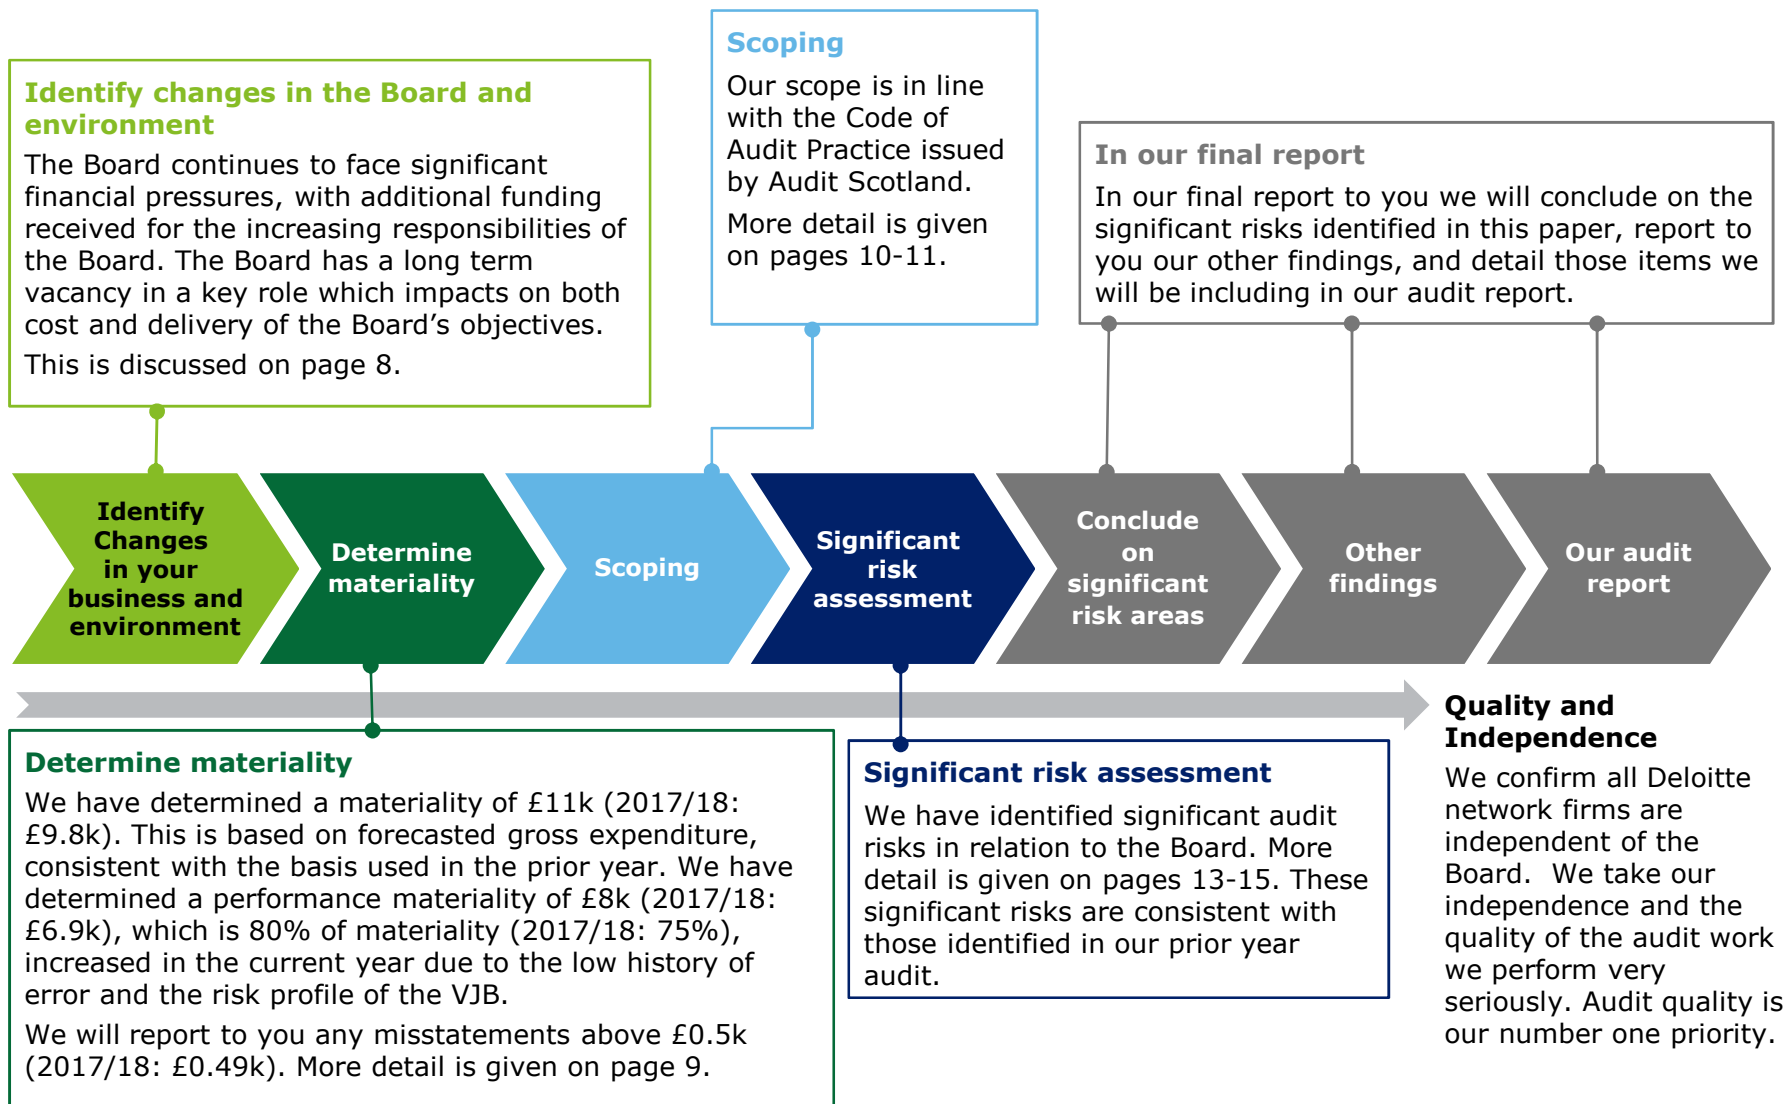 Scoping
Our scope is in line
with the Code of
Audit Practice issued
by Audit Scotland.
More detail is given
on pages 10-11.
Identify changes in the Board and
environment
The Board continues to face significant
financial pressures, with additional funding
received for the increasing responsibilities of
the Board. The Board has a long term
vacancy in a key role which impacts on both
cost and delivery of the Board’s objectives.
This is discussed on page 8.
In our final report
In our final report to you we will conclude on the
significant risks identified in this paper, report to
you our other findings, and detail those items we
will be including in our audit report.
Identify
Changes
in your
business and
environment
Determine
materiality
Scoping
Significant
risk
assessment
Conclude
on
significant
risk areas
Other
findings
Our audit
report
Determine materiality
We have determined a materiality of £11k (2017/18:
£9.8k). This is based on forecasted gross expenditure,
consistent with the basis used in the prior year. We have
determined a performance materiality of £8k (2017/18:
£6.9k), which is 80% of materiality (2017/18: 75%),
increased in the current year due to the low history of
error and the risk profile of the VJB.
We will report to you any misstatements above £0.5k
(2017/18: £0.49k). More detail is given on page 9.
Significant risk assessment
We have identified significant audit
risks in relation to the Board. More
detail is given on pages 13-15. These
significant risks are consistent with
those identified in our prior year
audit.
Quality and
Independence
We confirm all Deloitte
network firms are
independent of the
Board.  We take our
independence and the
quality of the audit work
we perform very
seriously. Audit quality is
our number one priority.